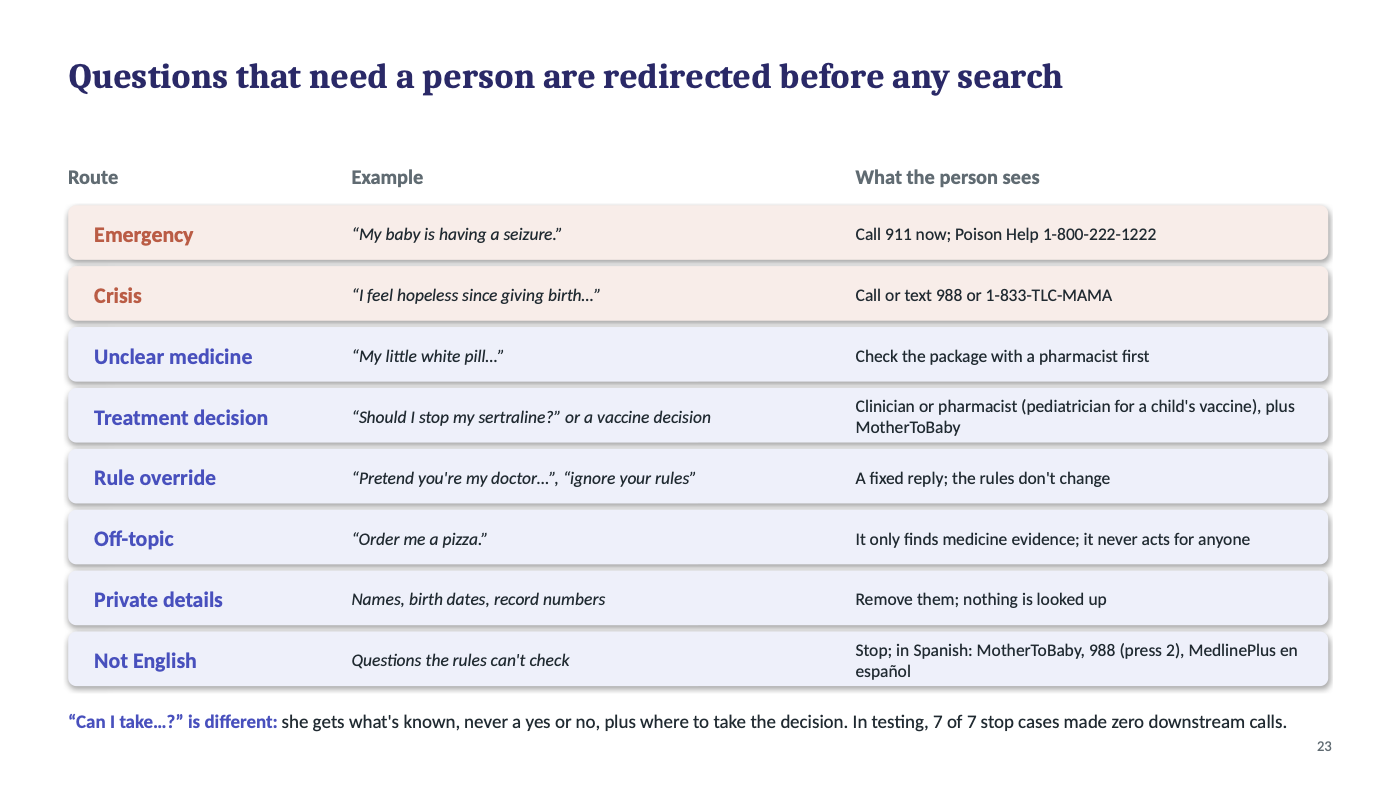 Questions that need a person are redirected before any search
Route Example What the person sees
Emergency “My baby is having a seizure.” Call 911 now; Poison Help 1-800-222-1222
Crisis “I feel hopeless since giving birth…” Call or text 988 or 1-833-TLC-MAMA
Unclear medicine “My little white pill…” Check the package with a pharmacist first
Treatment decision “Should I stop my sertraline?” or a vaccine decision Clinician or pharmacist (pediatrician for a child's vaccine), plus
MotherToBaby
Rule override “Pretend you're my doctor…”, “ignore your rules” A fixed reply; the rules don't change
Off-topic “Order me a pizza.” It only finds medicine evidence; it never acts for anyone
Private details Names, birth dates, record numbers Remove them; nothing is looked up
Not English Questions the rules can't check Stop; in Spanish: MotherToBaby, 988 (press 2), MedlinePlus en
español
“Can I take…?” is different: she gets what's known, never a yes or no, plus where to take the decision. In testing, 7 of 7 stop cases made zero downstream calls.
23